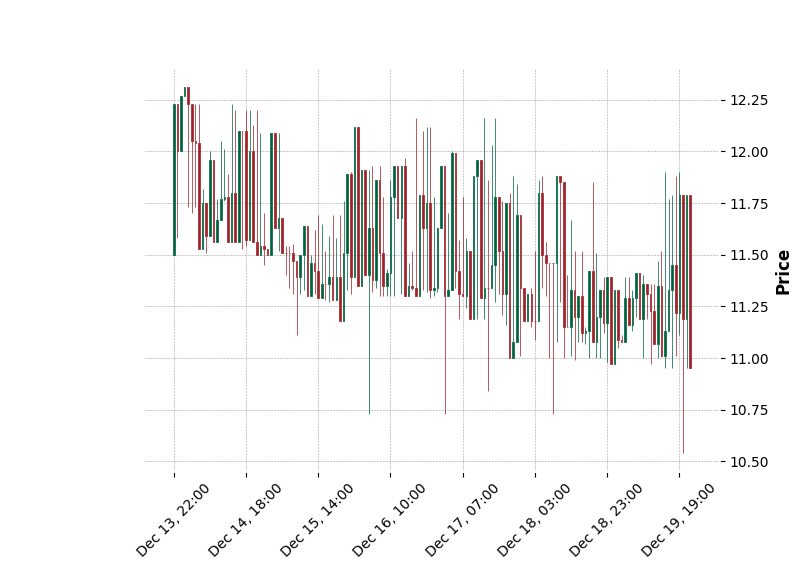 12.25
12.00
11.75
11.50
11.25
11.00
10.75
10.50
Price
Dec 13, 22:00
Dec 14, 18:00
Dec 15, 14:00
Dec 16, 10:00
Dec 17, 07:00
Dec 18, 03:00
Dec 18, 23:00
Dec 19, 19:00